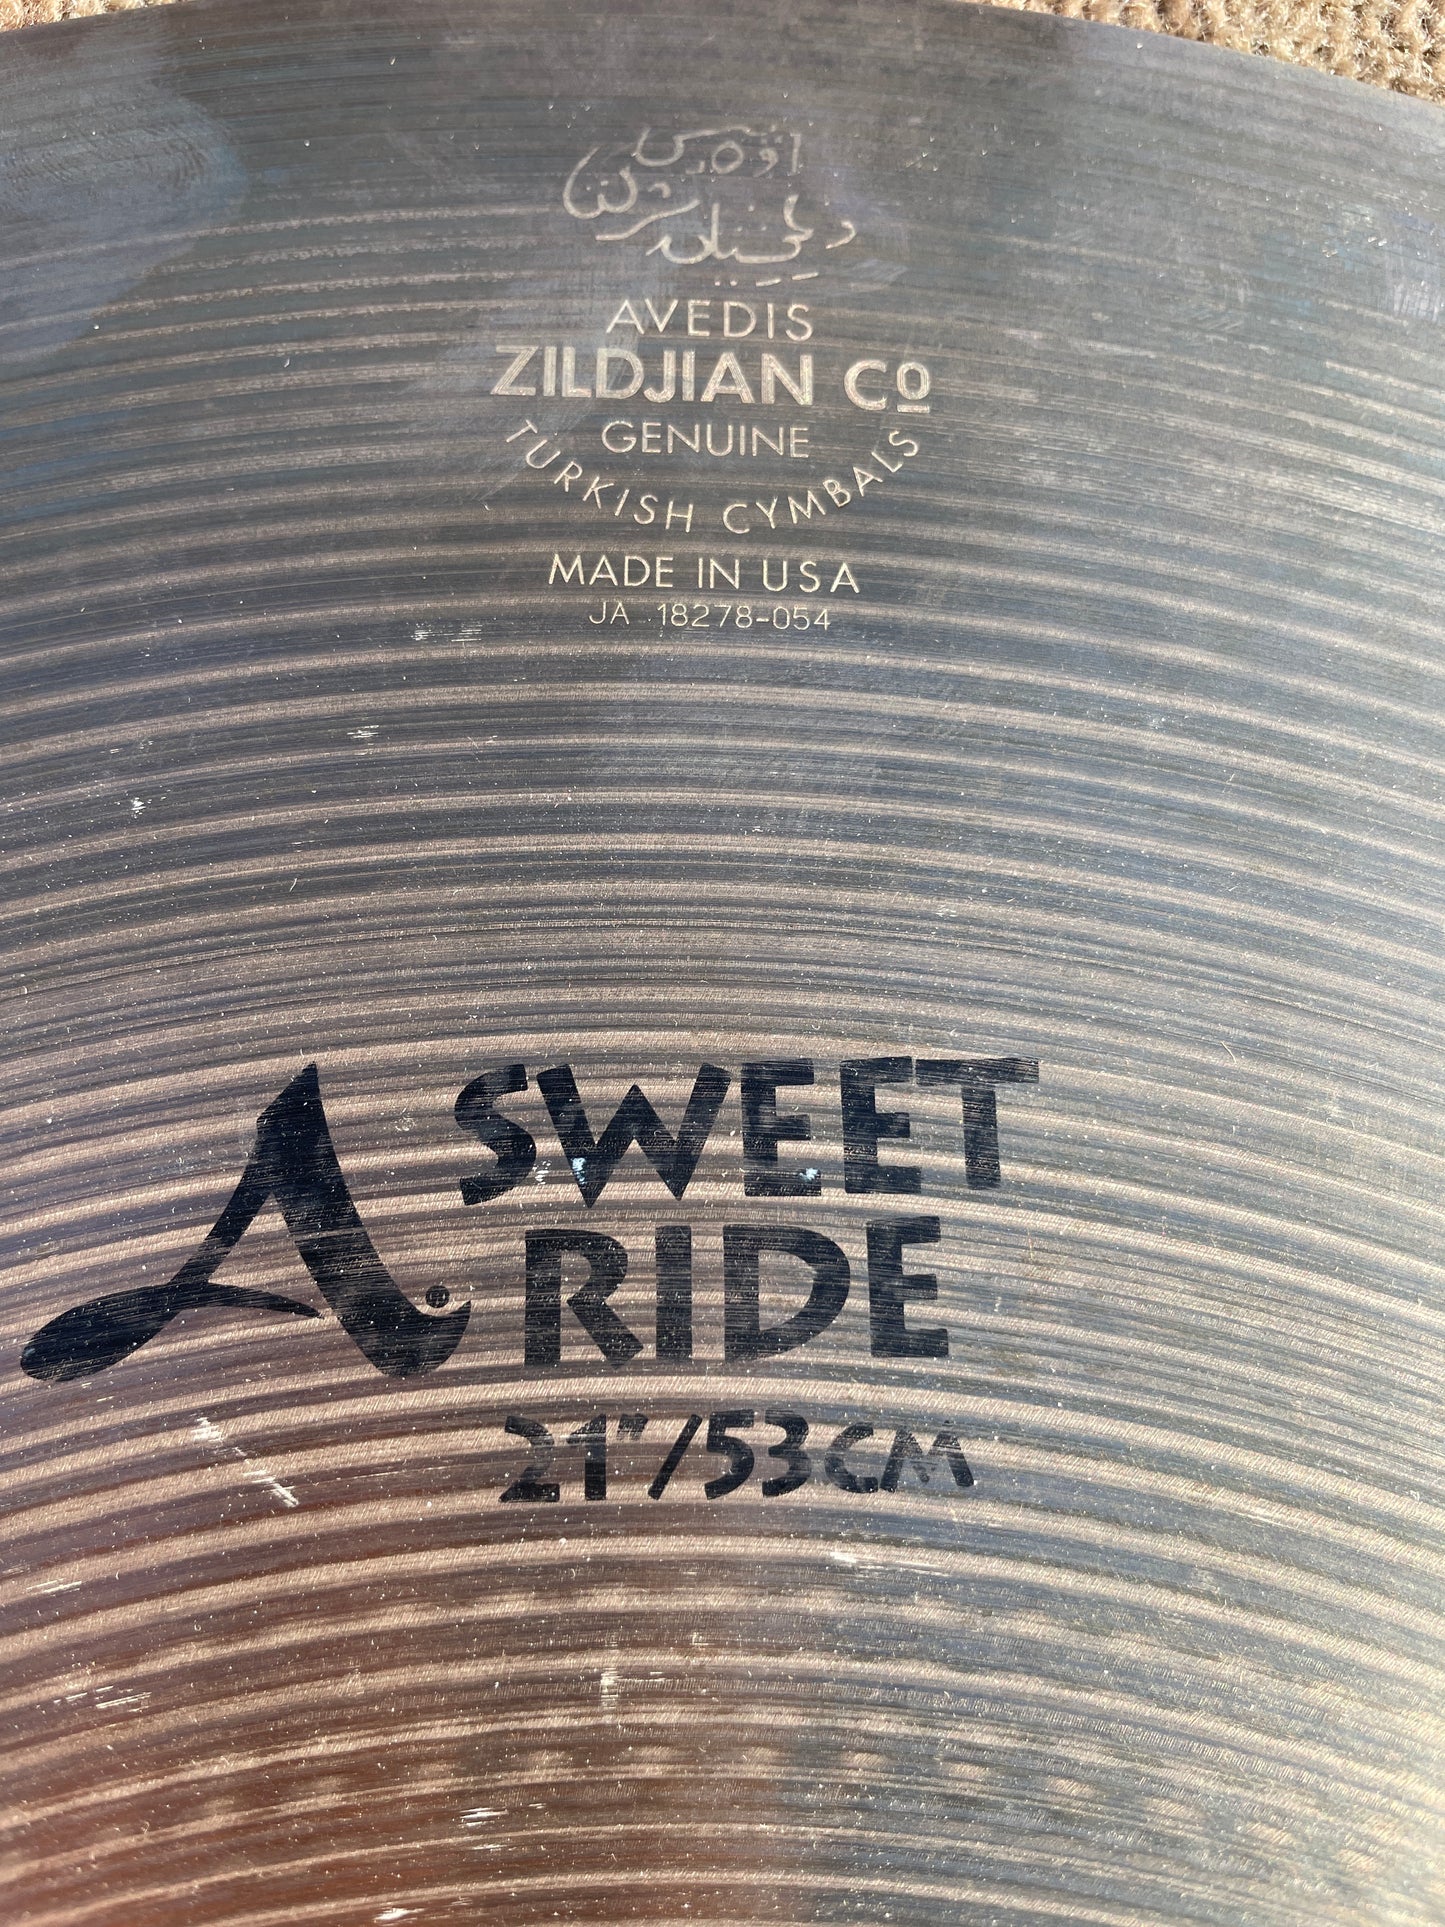 AVEDIS
ZILDJIAN Cº
GENUINE
TURKISH CYMBALS
MADE IN USA
JA 18278-054
A. SWEET
RIDE
21"/53CM